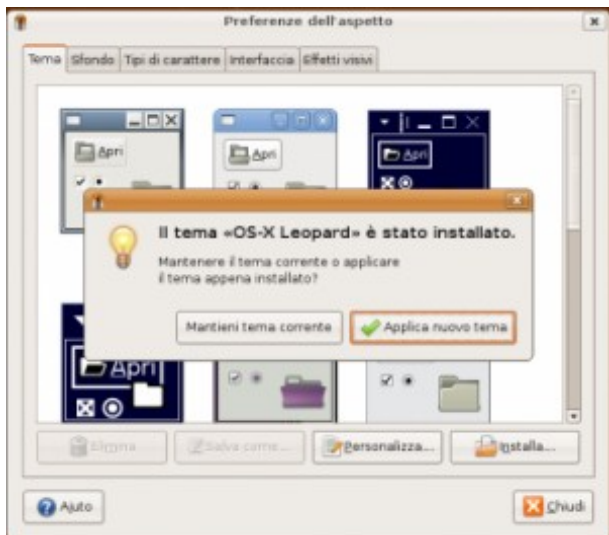 Preferenze dell'aspetto
Tema Sfondo Tipi di carattere Interfaccia Effetti visivi
Apri Apri Apri
Il tema «OS-X Leopard» è stato installato.
Mantenere il tema corrente o applicare
il tema appena installato?
Mantieni tema corrente Applica nuovo tema
Apri
Elimina Salva come... Personalizza... Installa...
Aiuto Chiudi